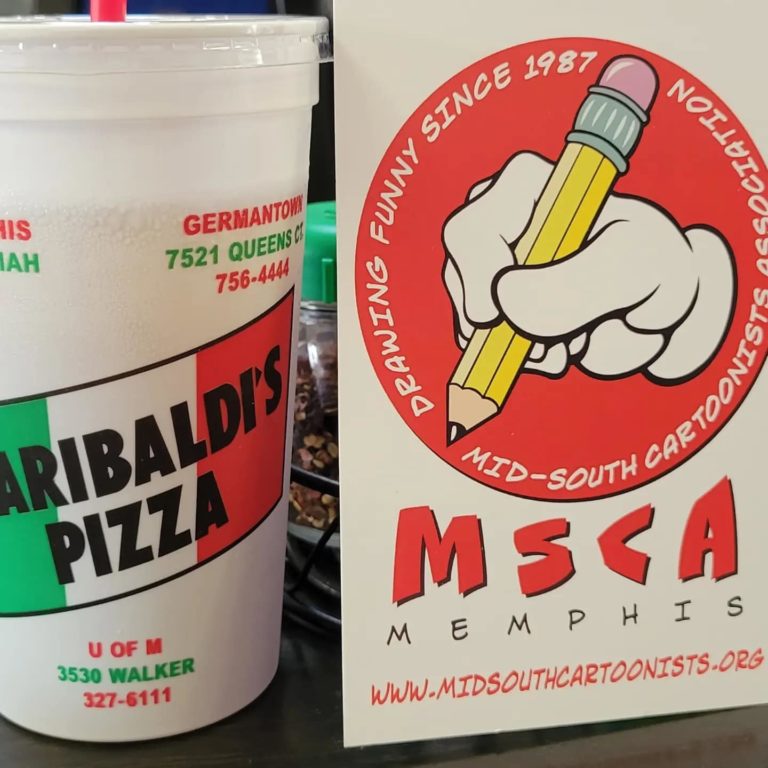 HIS
IAH
GERMANTOWN
7521 QUEENS CT.
756-4444
ARIBALDI'S
PIZZA
U OF M
3530 WALKER
327-6111
DRAWING FUNNY SINCE 1987
MID-SOUTH CARTOONISTS ASSOCIATION
MSCA
MEMPHIS
WWW.MIDSOUTHCARTOONISTS.ORG